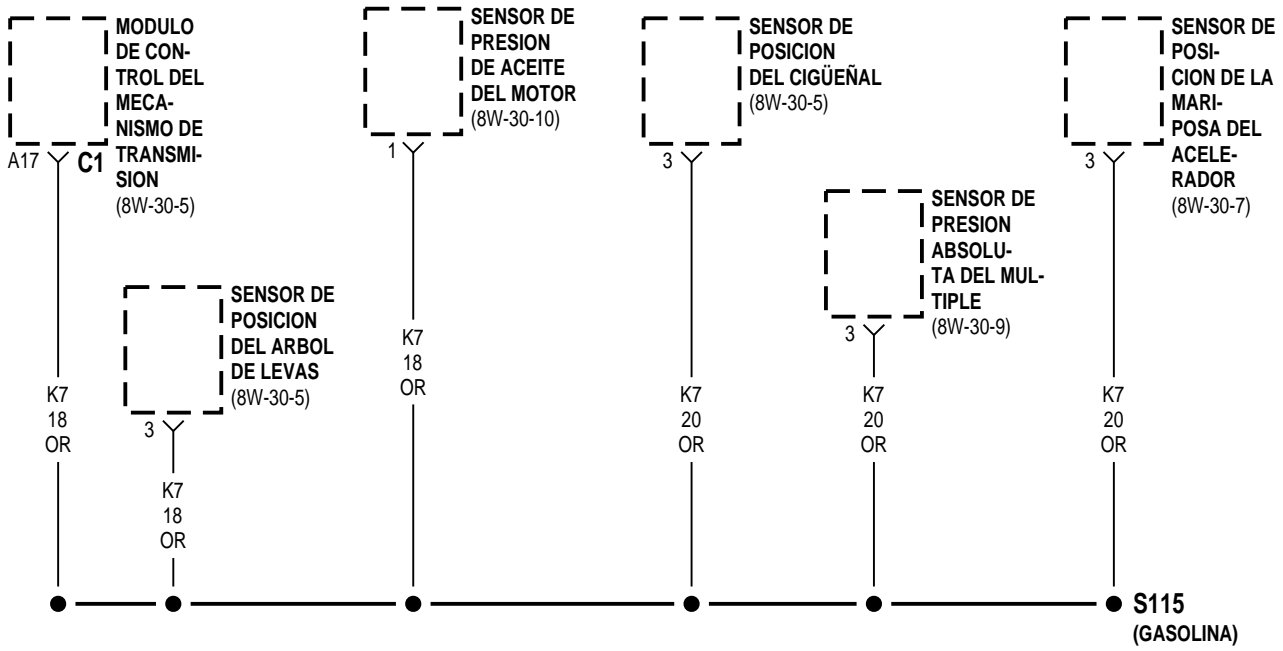 MODULO
DE CON-
TROL DEL
MECA-
NISMO DE
TRANSMI-
SION
(8W-30-5)
A17
C1
K7
18
OR
SENSOR DE
POSICION
DEL ARBOL
DE LEVAS
(8W-30-5)
3
K7
18
OR
SENSOR DE
PRESION
DE ACEITE
DEL MOTOR
(8W-30-10)
1
K7
18
OR
SENSOR DE
POSICION
DEL CIGÜEÑAL
(8W-30-5)
3
K7
20
OR
SENSOR DE
PRESION
ABSOLU-
TA DEL MUL-
TIPLE
(8W-30-9)
3
K7
20
OR
SENSOR DE
POSI-
CION DE LA
MARI-
POSA DEL
ACELE-
RADOR
(8W-30-7)
3
K7
20
OR
S115
(GASOLINA)